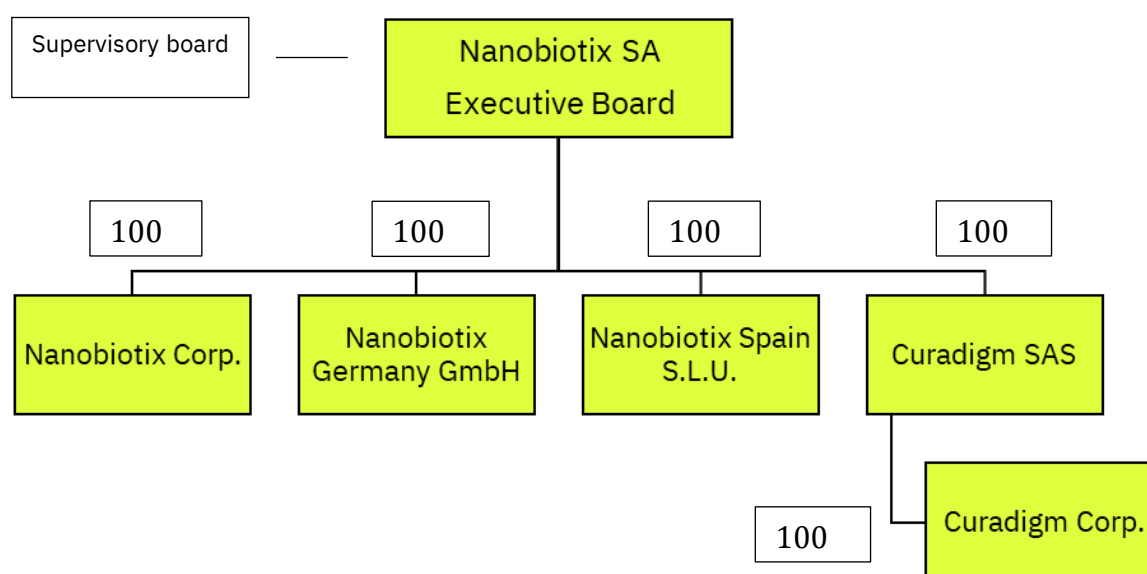 Supervisory board
Nanobiotix SA
Executive Board
100
100
100
100
Nanobiotix Corp.
Nanobiotix
Germany GmbH
Nanobiotix Spain
S.L.U.
Curadigm SAS
100
Curadigm Corp.